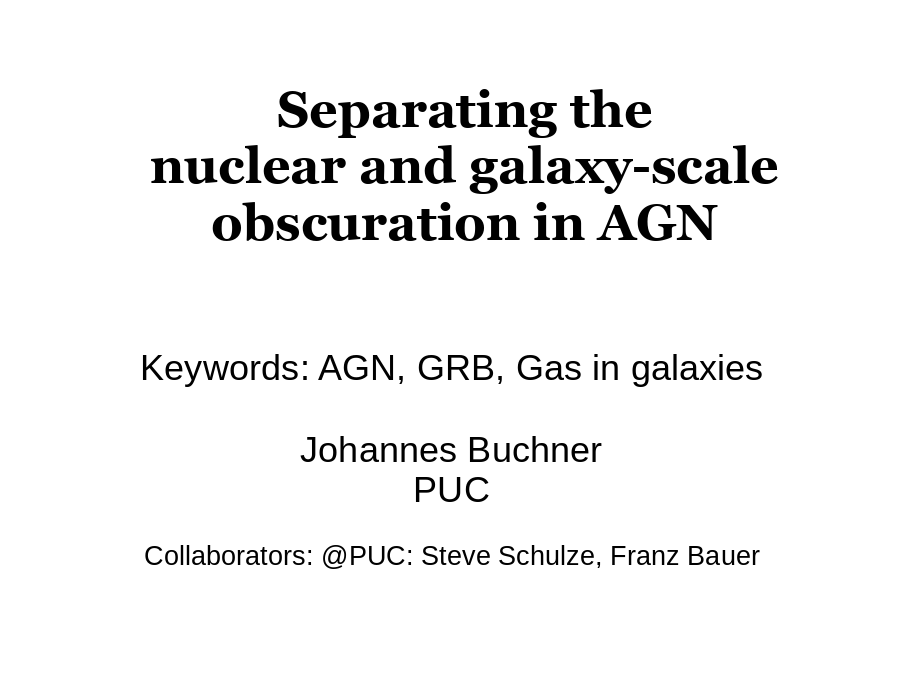 Separating the
nuclear and galaxy-scale
obscuration in AGN
Keywords: AGN, GRB, Gas in galaxies
Johannes Buchner
PUC
Collaborators: @PUC: Steve Schulze, Franz Bauer